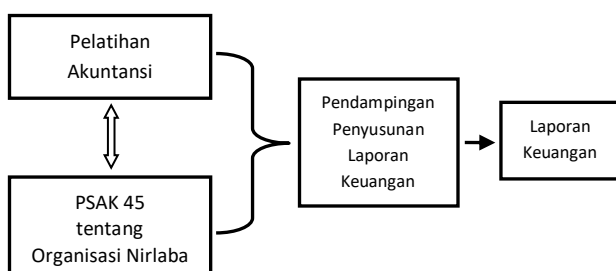 Pelatihan
Akuntansi
PSAK 45
tentang
Organisasi Nirlaba
Pendampingan
Penyusunan
Laporan
Keuangan
Laporan
Keuangan